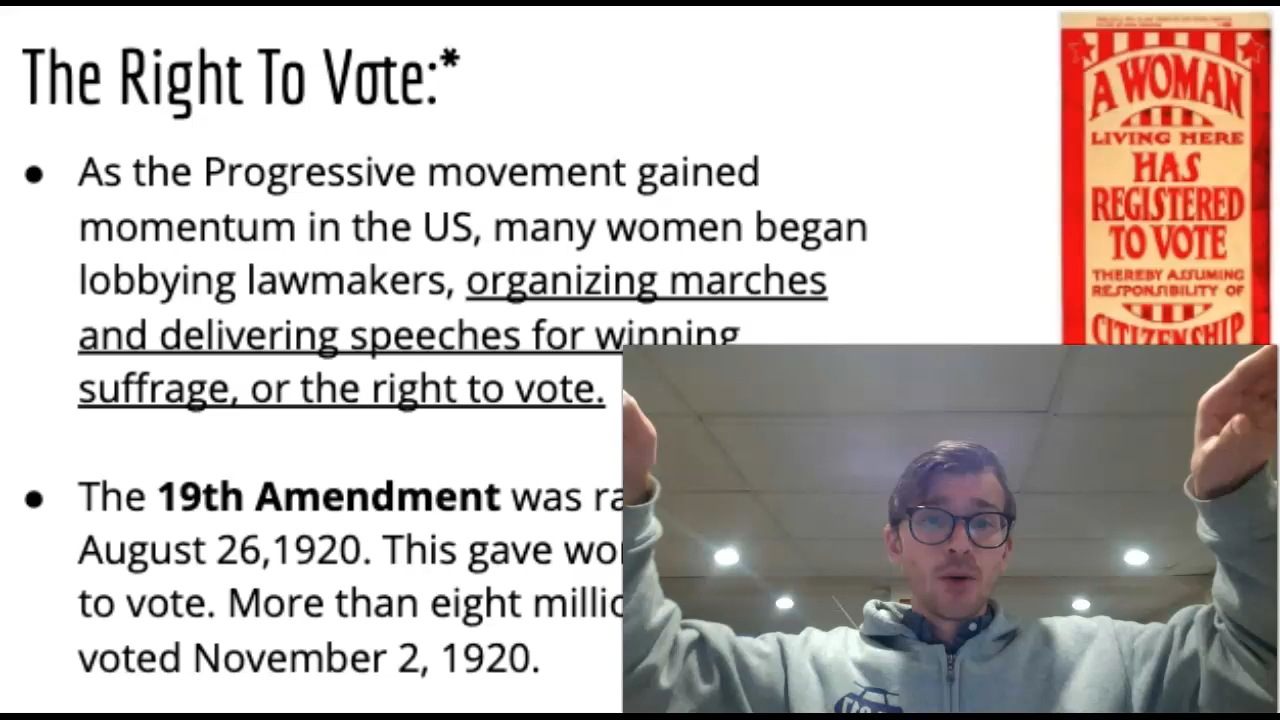 The Right To Vote:*
● As the Progressive movement gained
momentum in the US, many women began
lobbying lawmakers, organizing marches
and delivering speeches for winning
suffrage, or the right to vote.
● The 19th Amendment was
August 26,1920. This gave
to vote. More than eight
voted November 2, 1920.
A WOMAN
LIVING HERE
HAS
REGISTERED
TO VOTE
THEREBY ASSUMING
RESPONSIBILITY OF
CITIZENSHIP